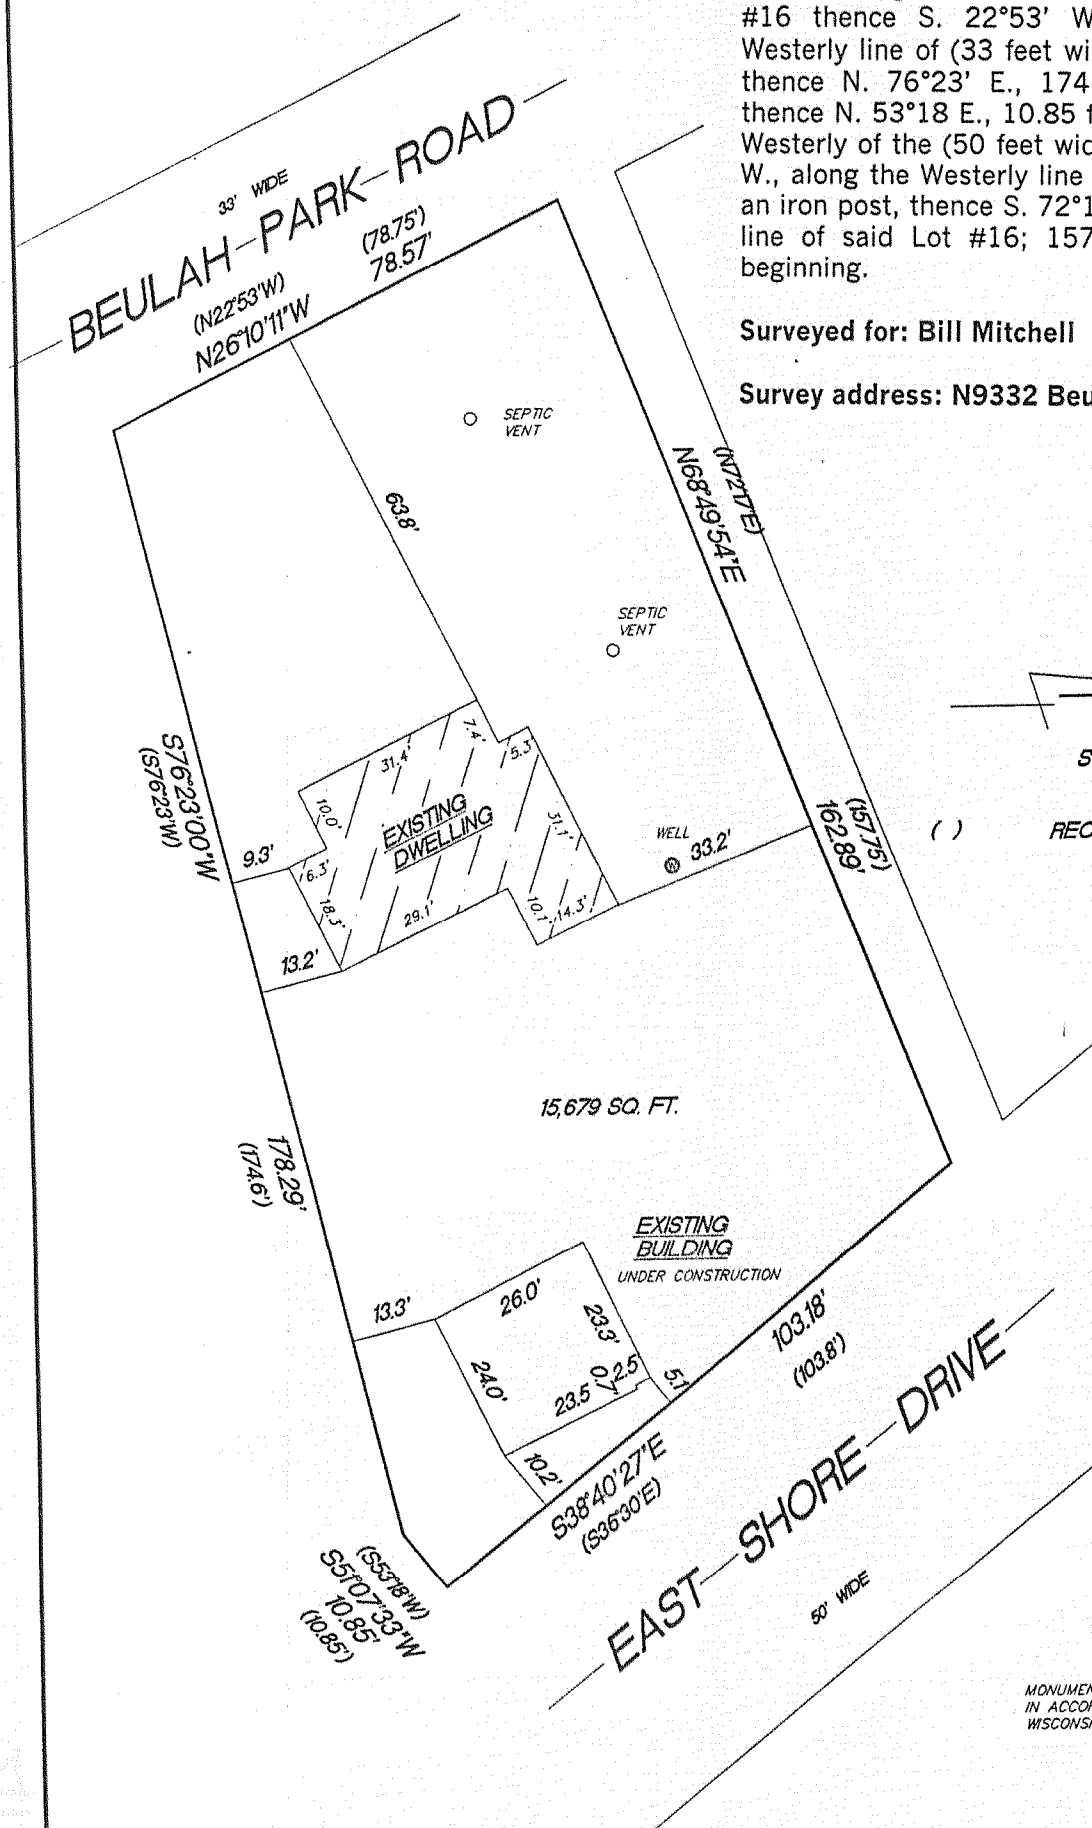 #16 thence S. 22°53' W
Westerly line of (33 feet wi
thence N. 76°23' E., 174
thence N. 53°18 E., 10.85 f
Westerly of the (50 feet wid
W., along the Westerly line
an iron post, thence S. 72°1
line of said Lot #16; 157
beginning.
Surveyed for: Bill Mitchell
Survey address: N9332 Beu
33' WIDE
BEULAH-PARK-ROAD
(78.75')
78.57'
(N22°53'W)
N26°10'11"W
SEPTIC
VENT
63.8'
(N72°17'E)
N68°49'54"E
SEPTIC
VENT
S76°23'00"W
(S76°23'W)
7.4'
31.4'
5.3'
10.0'
EXISTING
DWELLING
31.1'
WELL
W
33.2'
(157.75')
162.89'
( )
S
REC
9.3'
6.3'
18.3'
29.1'
10.1'
14.3'
13.2'
15,679 SQ. FT.
178.29'
(174.6')
EXISTING
BUILDING
UNDER CONSTRUCTION
13.3'
26.0'
23.3'
24.0'
23.5
0.7
2.5'
5.1'
10.2'
103.18'
(103.8')
S38°40'27"E
(S36°30'E)
EAST-SHORE-DRIVE
50' WIDE
(S53°18'W)
S51°07'33"W
10.85'
(10.85')
MONUMEN
IN ACCOR
WISCONSI